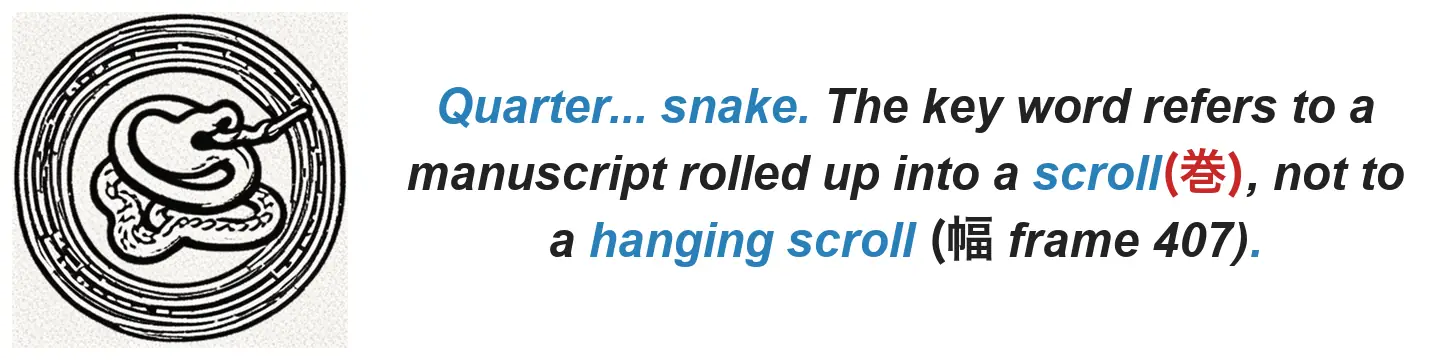 Quarter... snake. The key word refers to a
manuscript rolled up into a scroll(巻), not to
a hanging scroll (幅 frame 407).